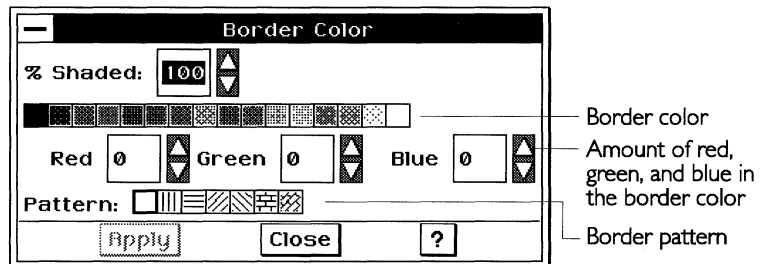 Border Color
% Shaded: 100
Border color
Red 0 Green 0 Blue 0
Amount of red,
green, and blue in
the border color
Pattern:
Border pattern
Apply Close ?